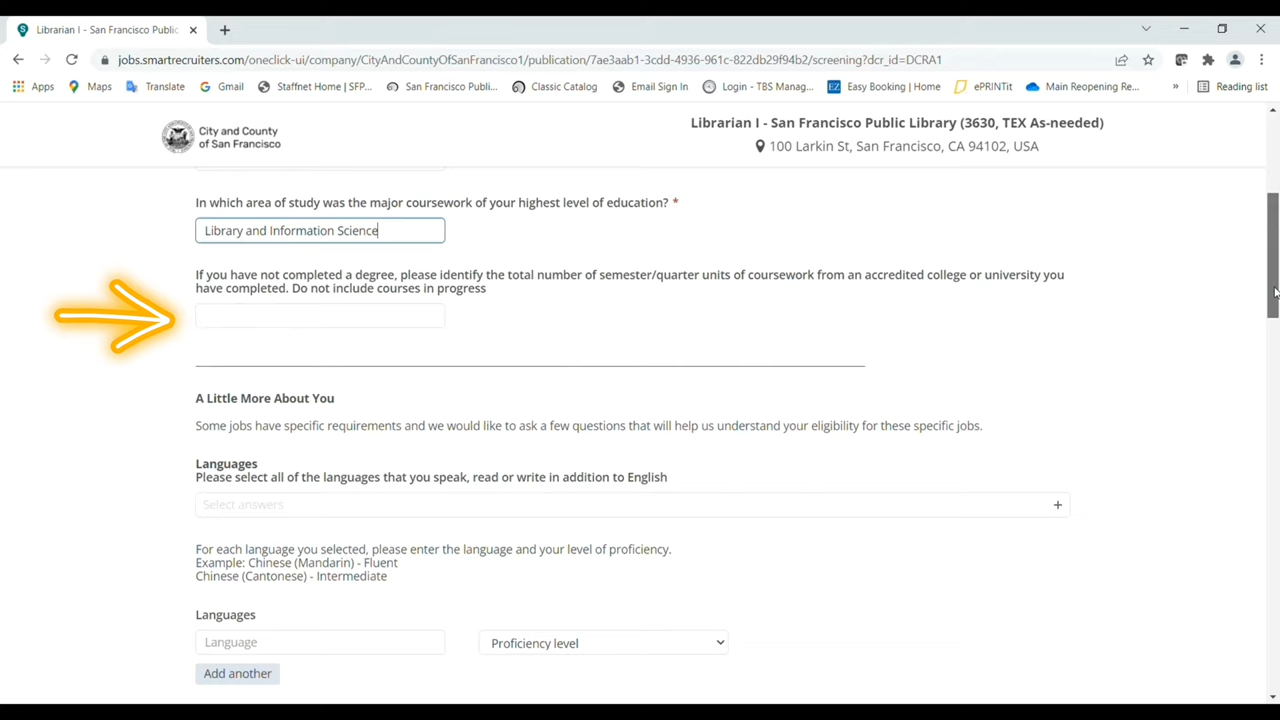 Librarian I - San Francisco Public
jobs.smartrecruiters.com/oneclick-ui/company/CityAndCountyOfSanFrancisco1/publication/7ae3aab1-3cdd-4936-961c-822db29f94b2/screening?dcr_id=DCRA1
Apps Maps Translate Gmail Staffnet Home | SFP... San Francisco Publi... Classic Catalog Email Sign In Login - TBS Manag... EZ Easy Booking | Home ePRINTit Main Reopening Re... » Reading list
City and County
of San Francisco
Librarian I - San Francisco Public Library (3630, TEX As-needed)
100 Larkin St, San Francisco, CA 94102, USA
In which area of study was the major coursework of your highest level of education? *
Library and Information Science
If you have not completed a degree, please identify the total number of semester/quarter units of coursework from an accredited college or university you
have completed. Do not include courses in progress
A Little More About You
Some jobs have specific requirements and we would like to ask a few questions that will help us understand your eligibility for these specific jobs.
Languages
Please select all of the languages that you speak, read or write in addition to English
Select answers
For each language you selected, please enter the language and your level of proficiency.
Example: Chinese (Mandarin) - Fluent
Chinese (Cantonese) - Intermediate
Languages
Language Proficiency level
Add another